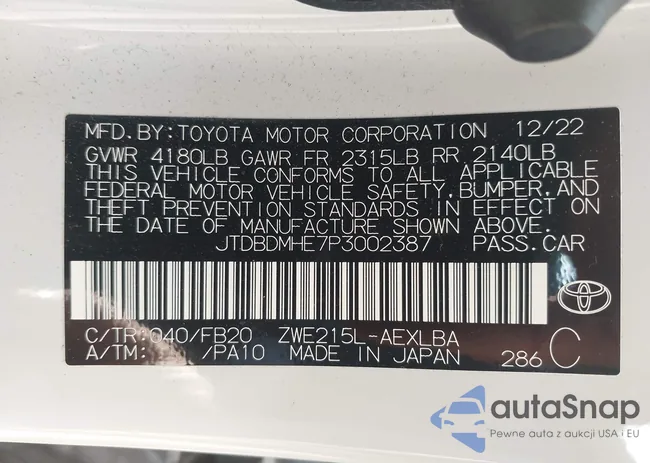 MFD. BY: TOYOTA MOTOR CORPORATION 12/22
GVWR 4180LB GAWR FR 2315LB RR 2140LB
THIS VEHICLE CONFORMS TO ALL APPLICABLE
FEDERAL MOTOR VEHICLE SAFETY, BUMPER, AND
THEFT PREVENTION STANDARDS IN EFFECT ON
THE DATE OF MANUFACTURE SHOWN ABOVE.
JTDBDMHE7P3002387 PASS. CAR
C/TR: 040/FB20 ZWE215L-AEXLBA
A/TM: /PA10 MADE IN JAPAN 286 C
autaSnap
Pewne auta z aukcji USA i EU